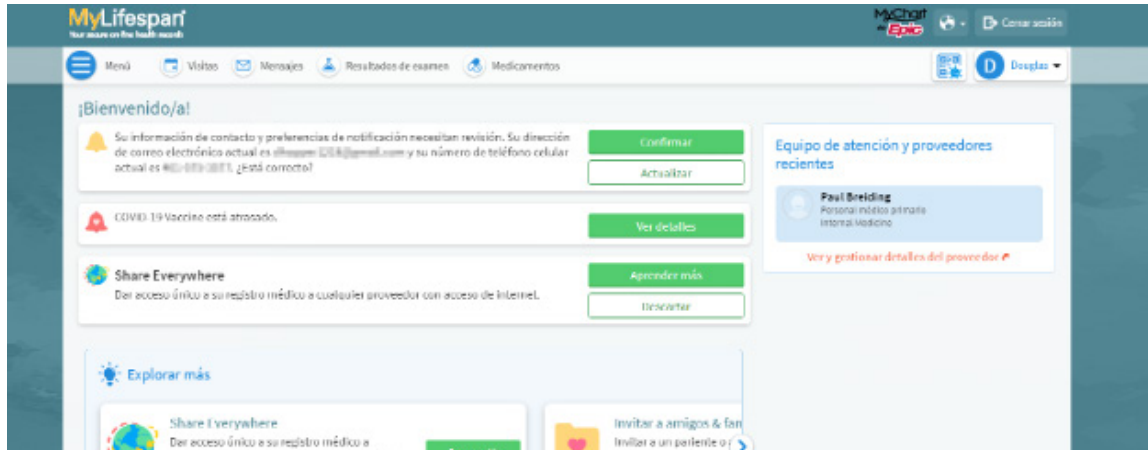 MyLifespan
Your secure on line health records
MyChart
Epic
Cerrar sesión
Menú
Visitas
Mensajes
Resultados de examen
Medicamentos
D
Douglas
¡Bienvenido/a!
Su información de contacto y preferencias de notificación necesitan revisión. Su dirección
de correo electrónico actual es y su número de teléfono celular
actual es ¿Está correcto?
Confirmar
Actualizar
COVID-19 Vaccine está atrasado.
Ver detalles
Share Everywhere
Dar acceso único a su registro médico a cualquier proveedor con acceso de internet.
Aprender más
Descartar
Equipo de atención y proveedores
recientes
Paul Breiding
Personal médico primario
Internal Medicine
Ver y gestionar detalles del proveedor
Explorar más
Share Everywhere
Dar acceso único a su registro médico a
Invitar a amigos & fan
Invitar a un pariente o